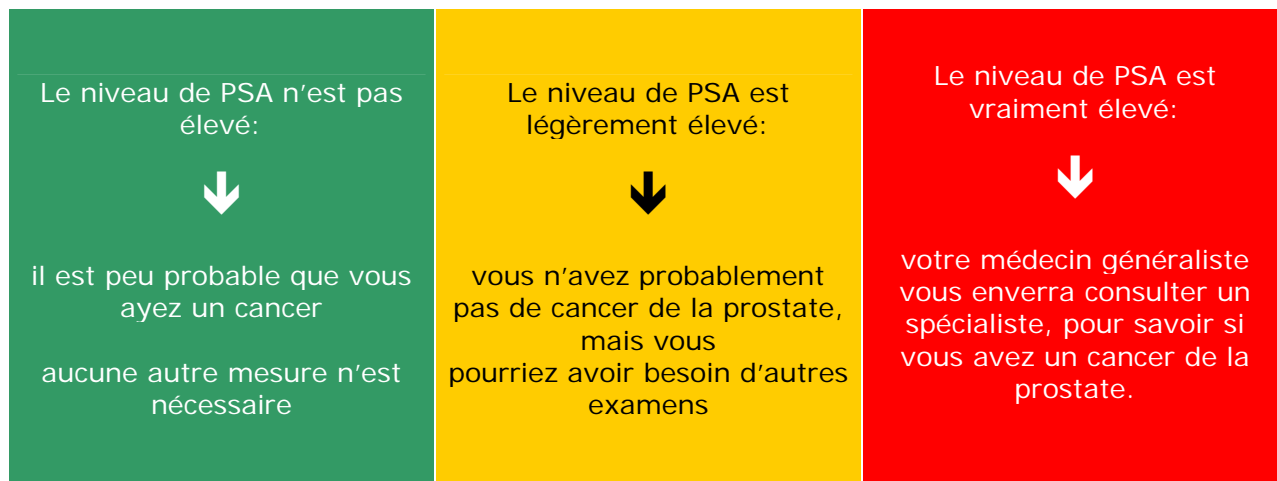 Le niveau de PSA n'est pas
élevé:
il est peu probable que vous
ayez un cancer
aucune autre mesure n'est
nécessaire
Le niveau de PSA est
légèrement élevé:
vous n'avez probablement
pas de cancer de la prostate,
mais vous
pourriez avoir besoin d'autres
examens
Le niveau de PSA est
vraiment élevé:
votre médecin généraliste
vous enverra consulter un
spécialiste, pour savoir si
vous avez un cancer de la
prostate.